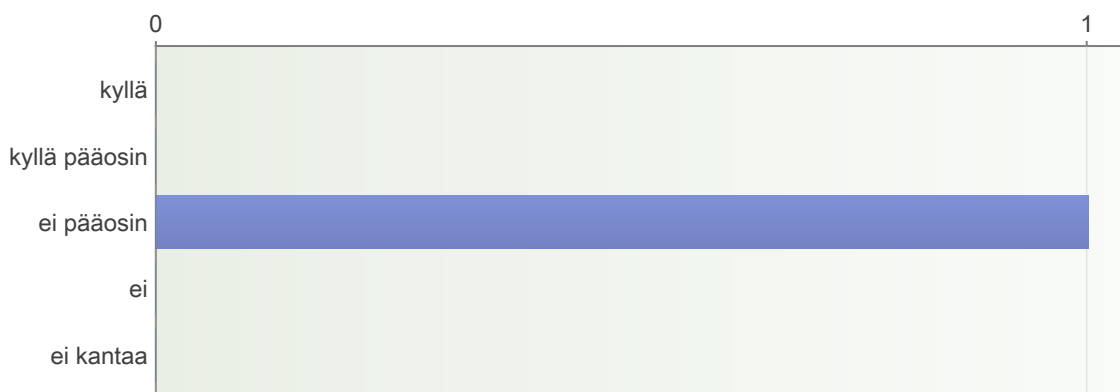 0 1
kyllä
kyllä pääosin
ei pääosin
ei
ei kantaa